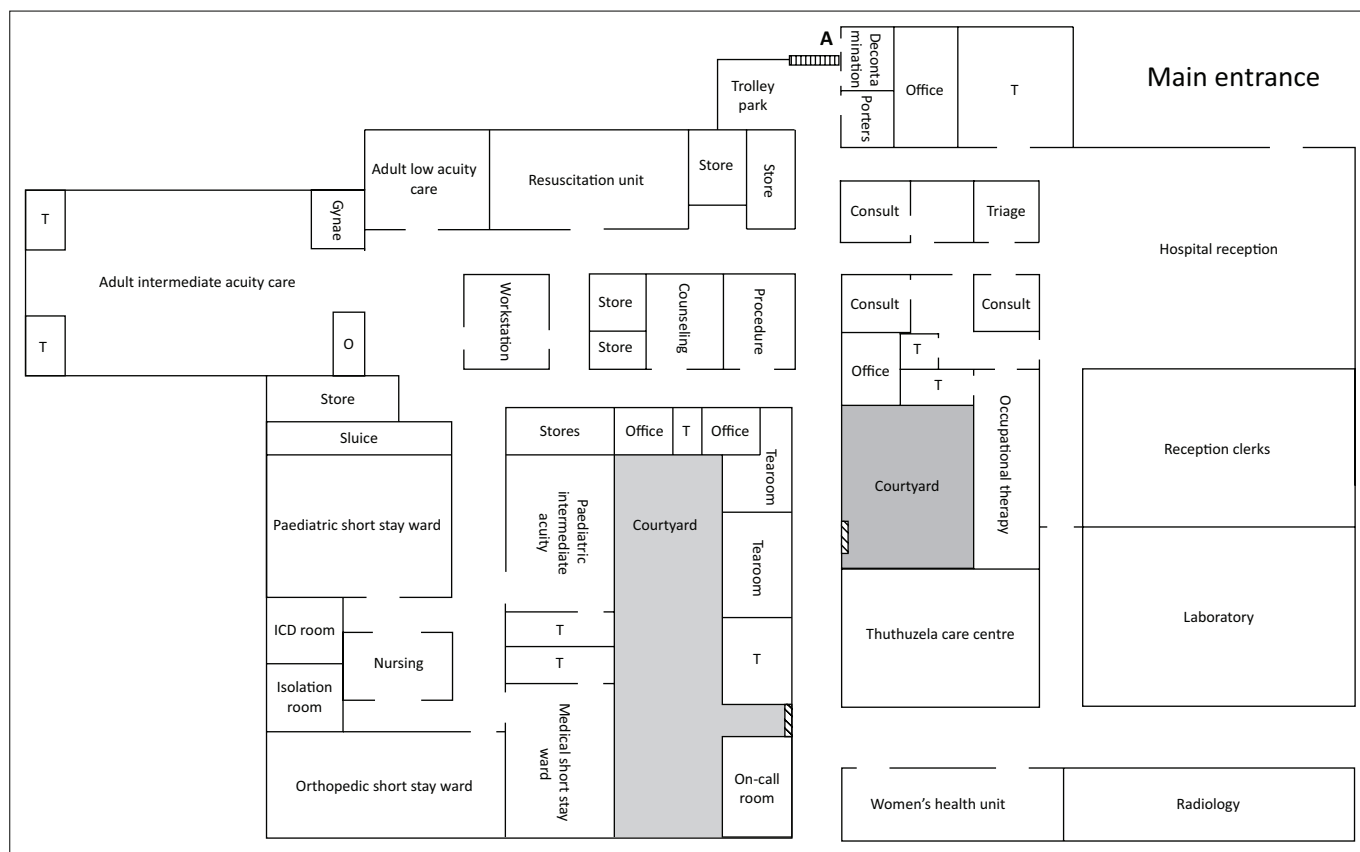 A
Deconta
mination
Porters
Office
T
Main entrance
Trolley
park
Adult low acuity
care
Resuscitation unit
Store
Store
T
Gynae
Consult
Triage
Hospital reception
Adult intermediate acuity care
Workstation
Store
Store
Counseling
Procedure
Consult
Consult
T
O
T
Office
T
Store
Sluice
Stores
Office
T
Office
Tearoom
Occupational therapy
Reception clerks
Paediatric short stay ward
Paediatric
intermediate
acuity
Courtyard
Tearoom
Courtyard
ICD room
Nursing
T
T
T
Thuthuzela care centre
Laboratory
Isolation
room
Orthopedic short stay ward
Medical short stay
ward
On-call
room
Women’s health unit
Radiology